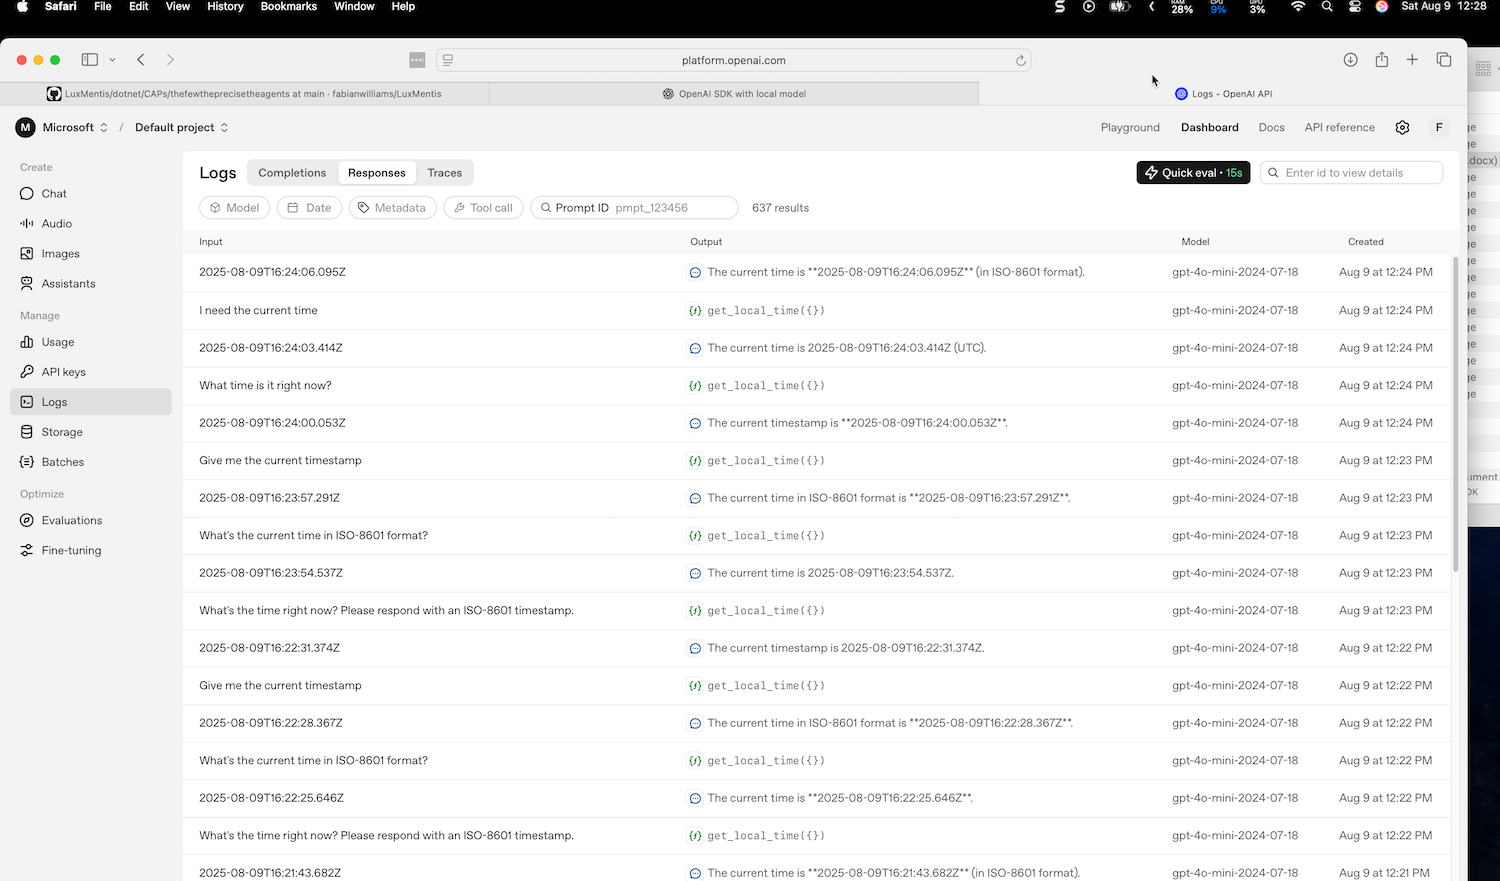 Safari File Edit View History Bookmarks Window Help RAM 28% CPU 9% GPU 3% Sat Aug 9 12:28
platform.openai.com
LuxMentis/dotnet/CAPs/thefewtheprecisetheagents at main · fabianwilliams/LuxMentis OpenAI SDK with local model Logs - OpenAI API
M Microsoft / Default project Playground Dashboard Docs API reference F
Create
Chat
Audio
Images
Assistants
Manage
Usage
API keys
Logs
Storage
Batches
Optimize
Evaluations
Fine-tuning
Logs Completions Responses Traces Quick eval · 15s Enter id to view details
Model Date Metadata Tool call Prompt ID pmpt_123456 637 results
Input Output Model Created
2025-08-09T16:24:06.095Z The current time is **2025-08-09T16:24:06.095Z** (in ISO-8601 format). gpt-4o-mini-2024-07-18 Aug 9 at 12:24 PM
I need the current time get_local_time({}) gpt-4o-mini-2024-07-18 Aug 9 at 12:24 PM
2025-08-09T16:24:03.414Z The current time is 2025-08-09T16:24:03.414Z (UTC). gpt-4o-mini-2024-07-18 Aug 9 at 12:24 PM
What time is it right now? get_local_time({}) gpt-4o-mini-2024-07-18 Aug 9 at 12:24 PM
2025-08-09T16:24:00.053Z The current timestamp is **2025-08-09T16:24:00.053Z**. gpt-4o-mini-2024-07-18 Aug 9 at 12:24 PM
Give me the current timestamp get_local_time({}) gpt-4o-mini-2024-07-18 Aug 9 at 12:23 PM
2025-08-09T16:23:57.291Z The current time in ISO-8601 format is **2025-08-09T16:23:57.291Z**. gpt-4o-mini-2024-07-18 Aug 9 at 12:23 PM
What's the current time in ISO-8601 format? get_local_time({}) gpt-4o-mini-2024-07-18 Aug 9 at 12:23 PM
2025-08-09T16:23:54.537Z The current time is 2025-08-09T16:23:54.537Z. gpt-4o-mini-2024-07-18 Aug 9 at 12:23 PM
What's the time right now? Please respond with an ISO-8601 timestamp. get_local_time({}) gpt-4o-mini-2024-07-18 Aug 9 at 12:23 PM
2025-08-09T16:22:31.374Z The current timestamp is 2025-08-09T16:22:31.374Z. gpt-4o-mini-2024-07-18 Aug 9 at 12:22 PM
Give me the current timestamp get_local_time({}) gpt-4o-mini-2024-07-18 Aug 9 at 12:22 PM
2025-08-09T16:22:28.367Z The current time in ISO-8601 format is **2025-08-09T16:22:28.367Z**. gpt-4o-mini-2024-07-18 Aug 9 at 12:22 PM
What's the current time in ISO-8601 format? get_local_time({}) gpt-4o-mini-2024-07-18 Aug 9 at 12:22 PM
2025-08-09T16:22:25.646Z The current time is **2025-08-09T16:22:25.646Z**. gpt-4o-mini-2024-07-18 Aug 9 at 12:22 PM
What's the time right now? Please respond with an ISO-8601 timestamp. get_local_time({}) gpt-4o-mini-2024-07-18 Aug 9 at 12:22 PM
2025-08-09T16:21:43.682Z The current time is **2025-08-09T16:21:43.682Z** (in ISO-8601 format). gpt-4o-mini-2024-07-18 Aug 9 at 12:21 PM